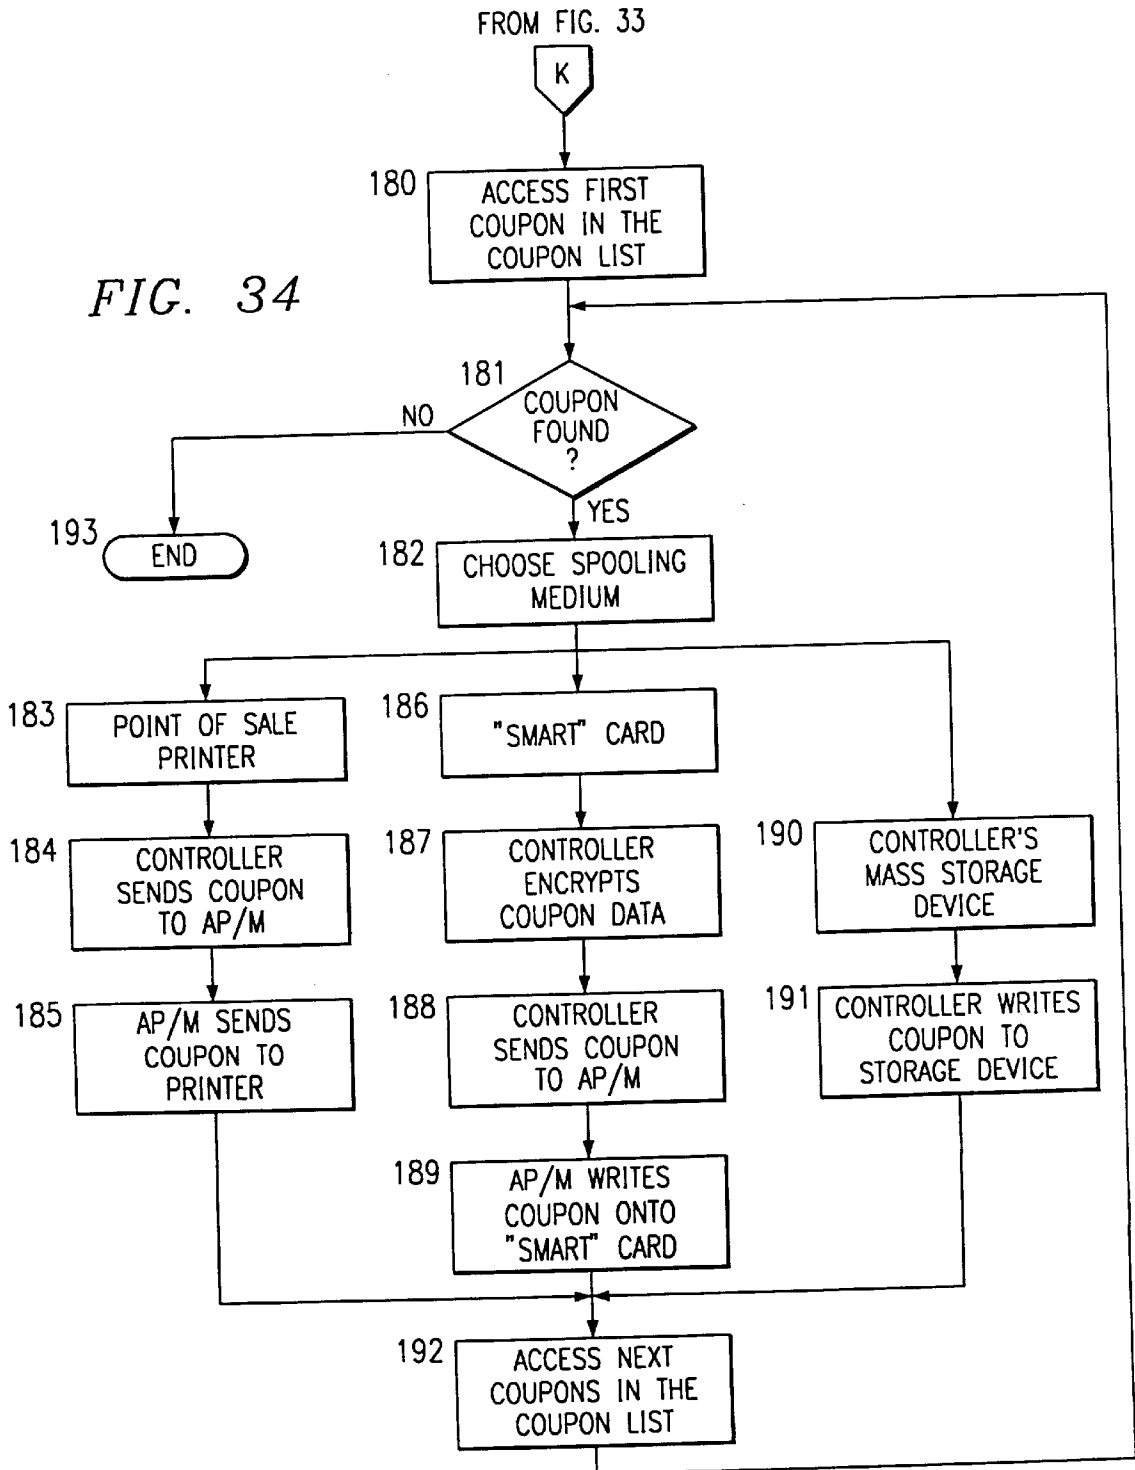 FROM FIG. 33
K
180
ACCESS FIRST
COUPON IN THE
COUPON LIST
FIG. 34
181
COUPON
FOUND
?
NO
YES
193
END
182
CHOOSE SPOOLING
MEDIUM
183
POINT OF SALE
PRINTER
186
"SMART" CARD
184
CONTROLLER
SENDS COUPON
TO AP/M
187
CONTROLLER
ENCRYPTS
COUPON DATA
190
CONTROLLER'S
MASS STORAGE
DEVICE
185
AP/M SENDS
COUPON TO
PRINTER
188
CONTROLLER
SENDS COUPON
TO AP/M
191
CONTROLLER WRITES
COUPON TO
STORAGE DEVICE
189
AP/M WRITES
COUPON ONTO
"SMART" CARD
192
ACCESS NEXT
COUPONS IN THE
COUPON LIST